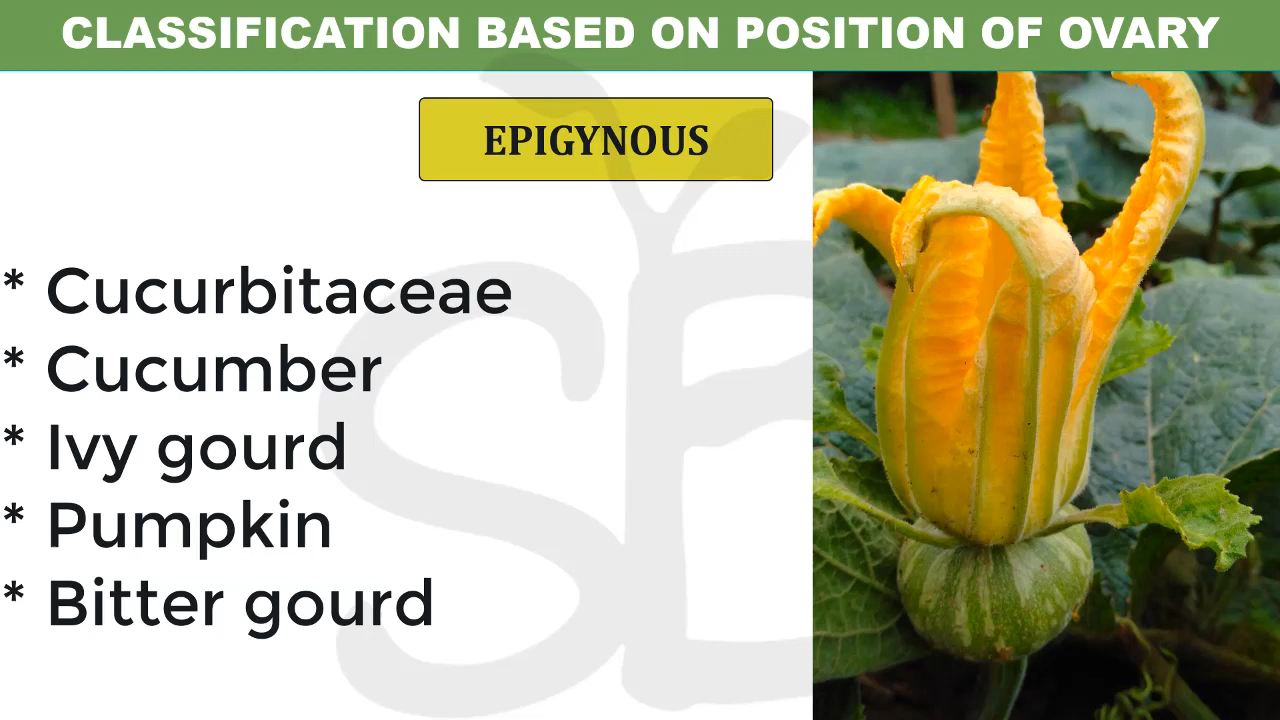 CLASSIFICATION BASED ON POSITION OF OVARY
EPIGYNOUS
* Cucurbitaceae
* Cucumber
* Ivy gourd
* Pumpkin
* Bitter gourd